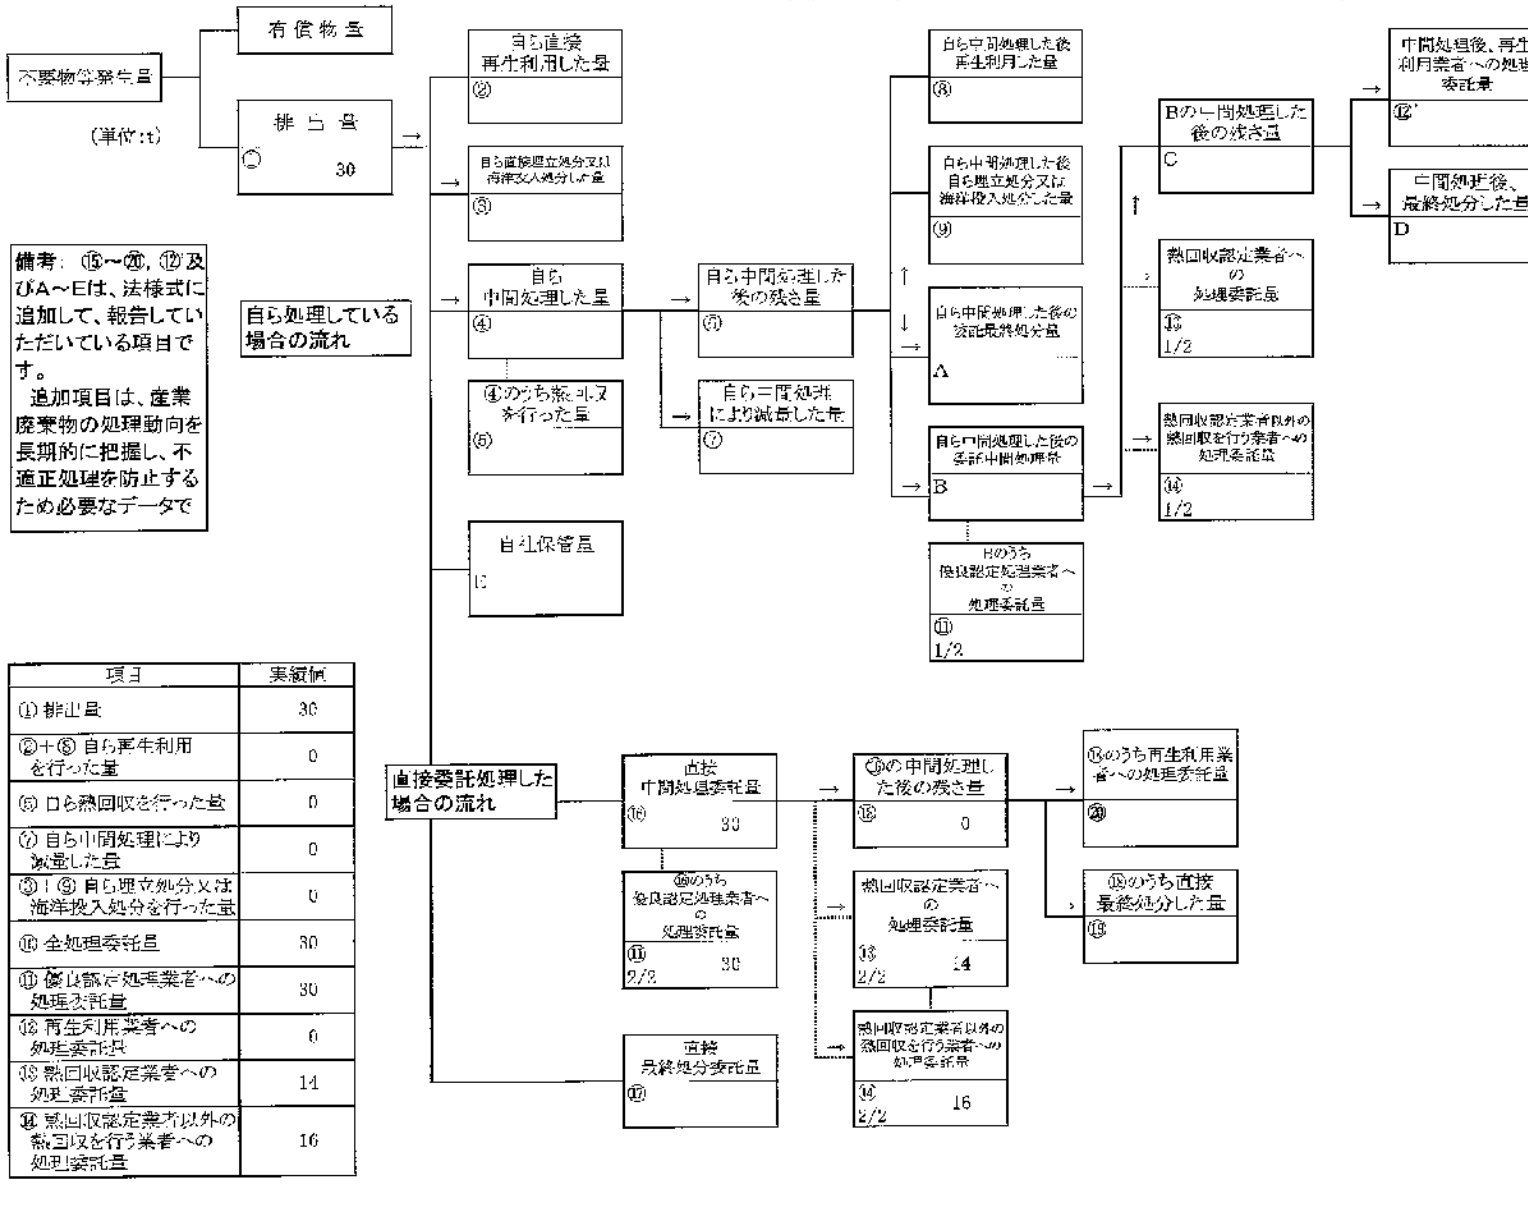 不要物等発生量
有償物量
(単位:t)
排出量
①
30
→
備考: ⑮～⑳, ⑫'及
びA～Eは、法様式に
追加して、報告してい
ただいている項目で
す。
追加項目は、産業
廃棄物の処理動向を
長期的に把握し、不
適正処理を防止する
ため必要なデータで
自ら処理している
場合の流れ
自ら直接
再生利用した量
②
→
自ら直接埋立処分又は
海洋投入処分した量
③
→
自ら
中間処理した量
④
④のうち熱回収
を行った量
⑤
自社保管量
E
→
自ら中間処理した
後の残さ量
⑥
→
自ら中間処理
により減量した量
⑦
自ら中間処理した後
再生利用した量
⑧
自ら中間処理した後
自ら埋立処分又は
海洋投入処分した量
⑨
↑
↓
→
自ら中間処理した後の
委託最終処分量
A
自ら中間処理した後の
委託中間処理量
→
B
→
Bのうち
優良認定処理業者へ
の
処理委託量
⑪
1/2
Bの中間処理した
後の残さ量
C
↑
熱回収認定業者へ
の
処理委託量
→
⑬
1/2
熱回収認定業者以外の
熱回収を行う業者への
処理委託量
→
⑭
1/2
中間処理後、再生
利用業者への処理
委託量
→
⑫'
中間処理後、
最終処分した量
→
D
項目 実績値
① 排出量 30
②+⑧ 自ら再生利用
を行った量 0
⑤ 自ら熱回収を行った量 0
⑦ 自ら中間処理により
減量した量 0
③+⑨ 自ら埋立処分又は
海洋投入処分を行った量 0
⑩ 全処理委託量 30
⑪ 優良認定処理業者への
処理委託量 30
⑫ 再生利用業者への
処理委託量 0
⑬ 熱回収認定業者への
処理委託量 14
⑭ 熱回収認定業者以外の
熱回収を行う業者への
処理委託量 16
直接委託処理した
場合の流れ
直接
中間処理委託量
⑯
30
⑯のうち
優良認定処理業者へ
の
処理委託量
⑪
2/2
30
直接
最終処分委託量
⑰
→
⑯の中間処理し
た後の残さ量
⑱
0
熱回収認定業者へ
の
処理委託量
→
⑬
2/2
14
熱回収認定業者以外の
熱回収を行う業者への
処理委託量
→
⑭
2/2
16
⑱のうち再生利用業
者への処理委託量
→
⑳
⑱のうち直接
最終処分した量
→
⑲